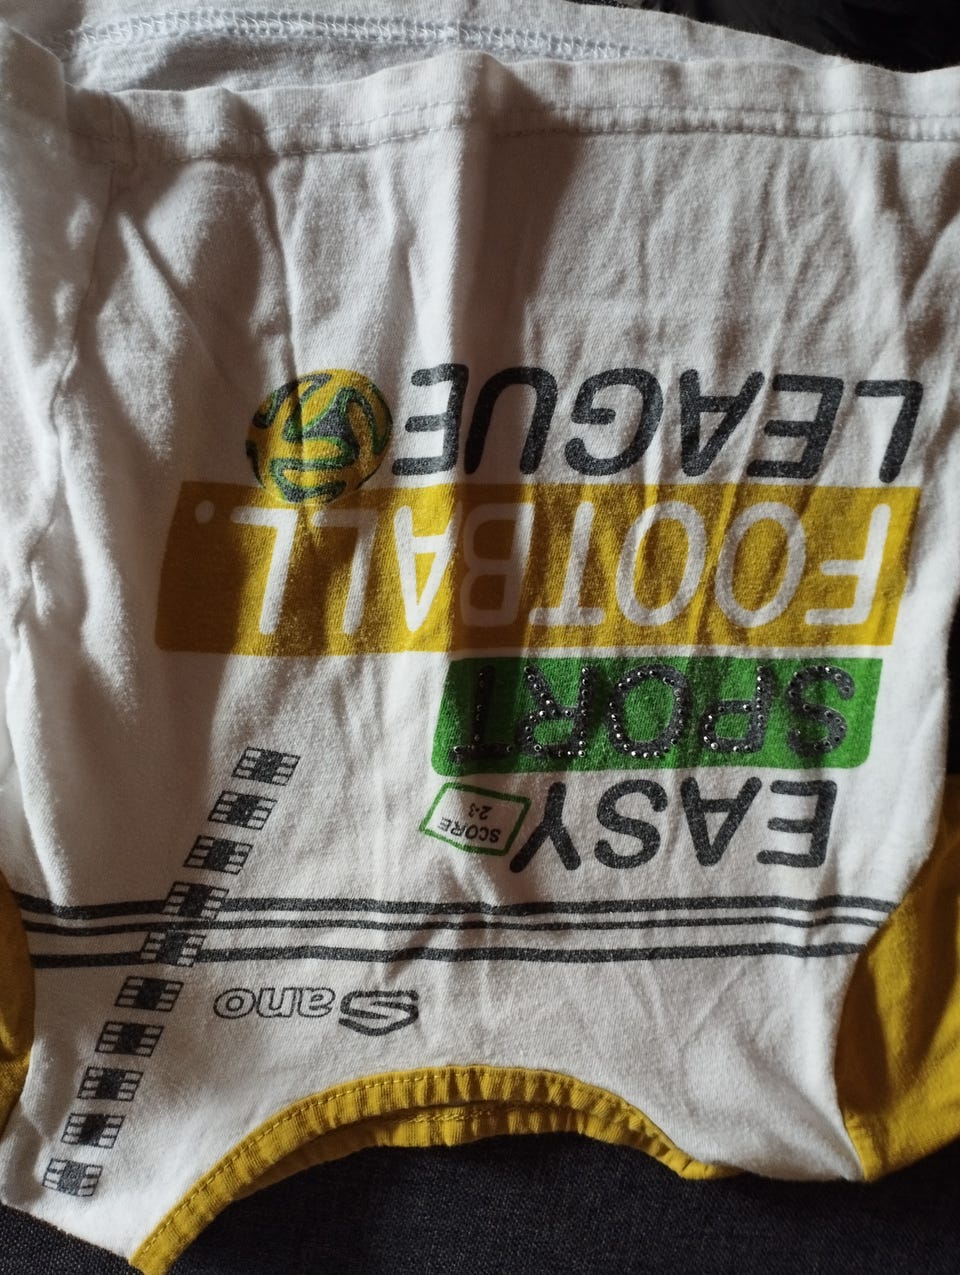 Sano
EASY
SCORE
2-3
SPORT
FOOTBALL.
LEAGUE